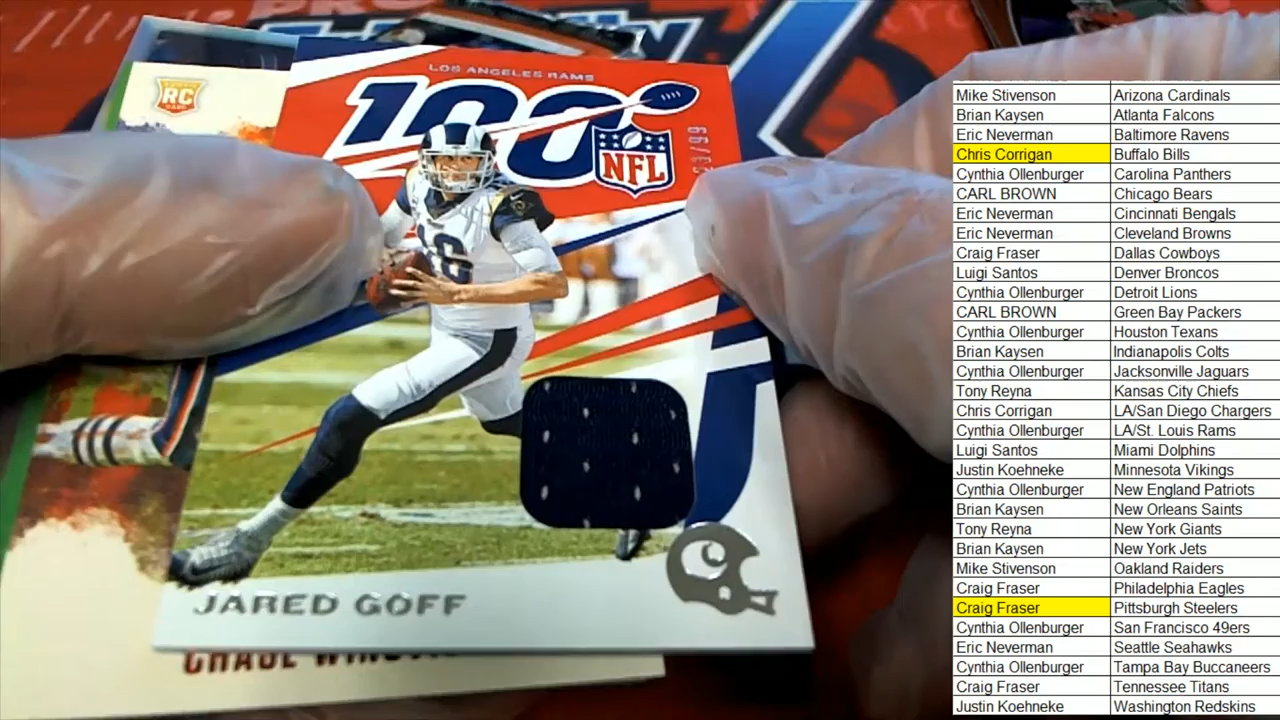 RC
LOS ANGELES RAMS
100
NFL
16
JARED GOFF
Mike Stivenson Arizona Cardinals
Brian Kaysen Atlanta Falcons
Eric Neverman Baltimore Ravens
Chris Corrigan Buffalo Bills
Cynthia Ollenburger Carolina Panthers
CARL BROWN Chicago Bears
Eric Neverman Cincinnati Bengals
Eric Neverman Cleveland Browns
Craig Fraser Dallas Cowboys
Luigi Santos Denver Broncos
Cynthia Ollenburger Detroit Lions
CARL BROWN Green Bay Packers
Cynthia Ollenburger Houston Texans
Brian Kaysen Indianapolis Colts
Cynthia Ollenburger Jacksonville Jaguars
Tony Reyna Kansas City Chiefs
Chris Corrigan LA/San Diego Chargers
Cynthia Ollenburger LA/St. Louis Rams
Luigi Santos Miami Dolphins
Justin Koehneke Minnesota Vikings
Cynthia Ollenburger New England Patriots
Brian Kaysen New Orleans Saints
Tony Reyna New York Giants
Brian Kaysen New York Jets
Mike Stivenson Oakland Raiders
Craig Fraser Philadelphia Eagles
Craig Fraser Pittsburgh Steelers
Cynthia Ollenburger San Francisco 49ers
Eric Neverman Seattle Seahawks
Cynthia Ollenburger Tampa Bay Buccaneers
Craig Fraser Tennessee Titans
Justin Koehneke Washington Redskins